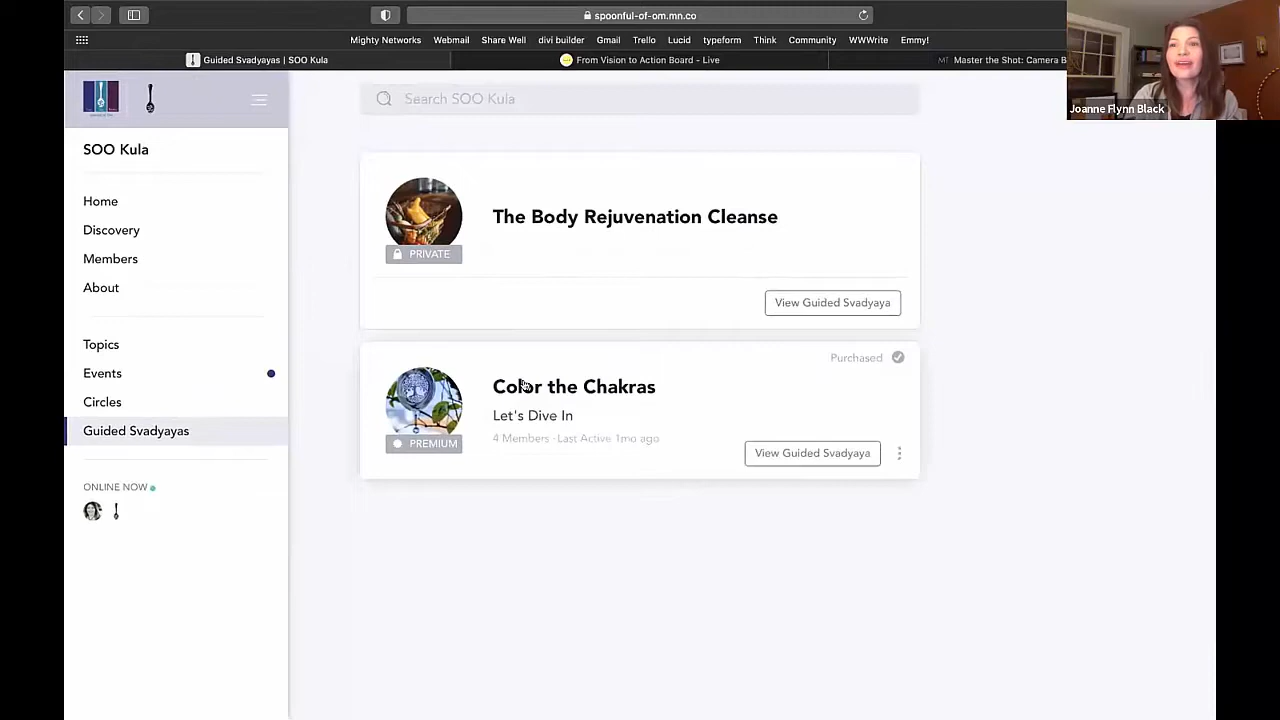 spoonful-of-om.mn.co
Mighty Networks Webmail Share Well divi builder Gmail Trello Lucid typeform Think Community WWWrite Emmy!
Guided Svadyayas | SOO Kula
From Vision to Action Board - Live
MT Master the Shot: Camera B
Joanne Flynn Black
Search SOO Kula
SOO Kula
Home
Discovery
Members
About
Topics
Events
Circles
Guided Svadyayas
ONLINE NOW
The Body Rejuvenation Cleanse
PRIVATE
View Guided Svadyaya
Purchased
Color the Chakras
Let's Dive In
4 Members · Last Active 1mo ago
PREMIUM
View Guided Svadyaya